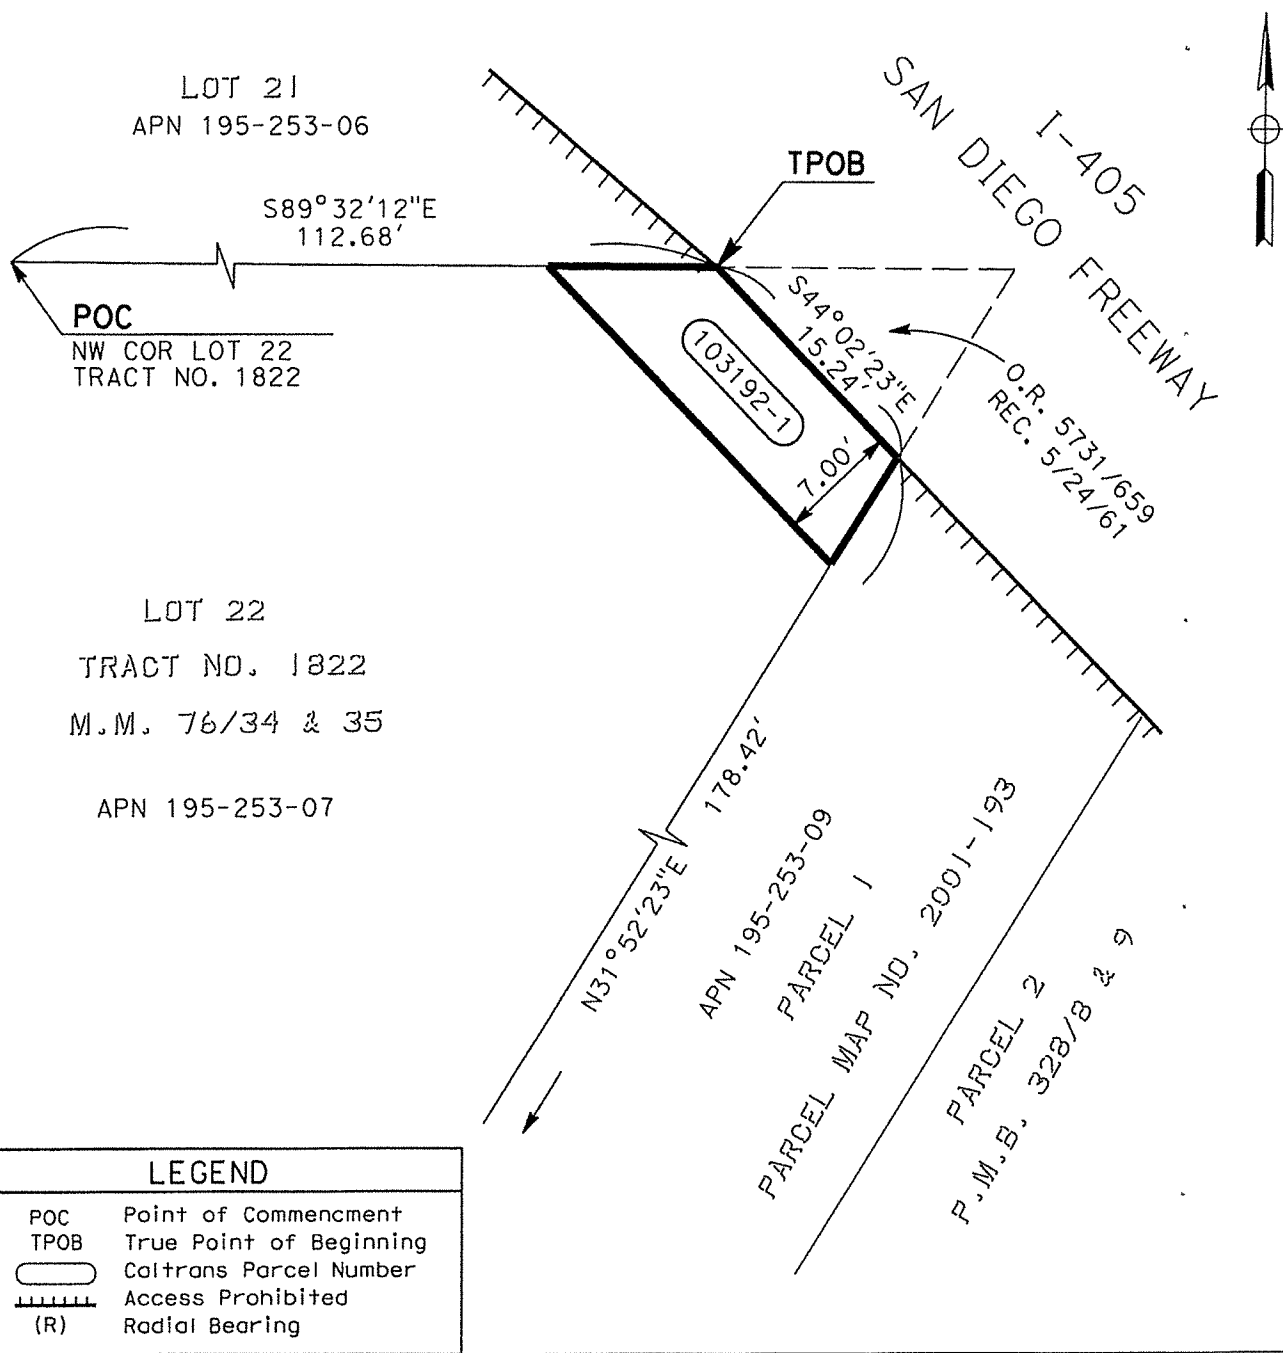 LOT 21
APN 195-253-06
S89°32'12"E
112.68'
POC
NW COR LOT 22
TRACT NO. 1822
TPOB
I-405
SAN DIEGO FREEWAY
S44°02'23"E
15.24'
103192-1
7.00'
O.R. 5731/659
REC. 5/24/61
LOT 22
TRACT NO. 1822
M.M. 76/34 & 35
APN 195-253-07
N31°52'23"E 178.42'
APN 195-253-09
PARCEL 1
PARCEL MAP NO. 2001-193
PARCEL 2
P.M.B. 328/8 & 9
LEGEND
POC Point of Commencment
TPOB True Point of Beginning
Caltrans Parcel Number
Access Prohibited
(R) Radial Bearing